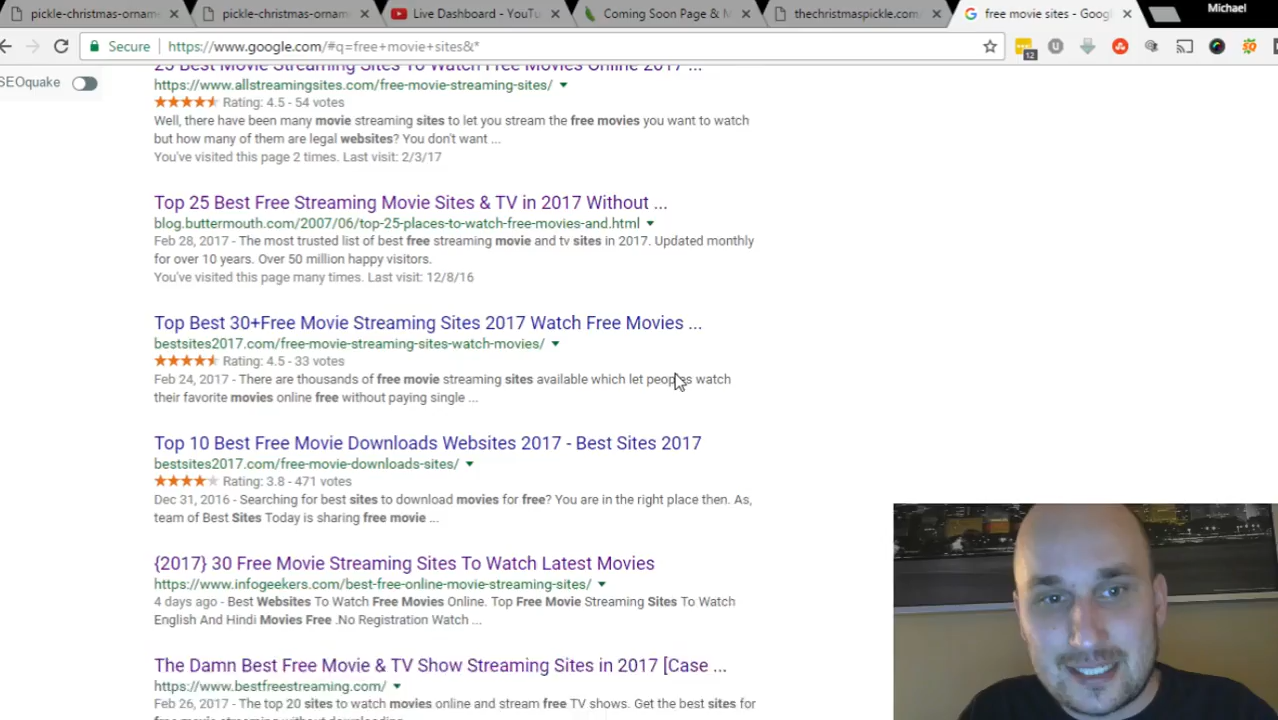 pickle-christmas-ornam
pickle-christmas-ornam
Live Dashboard - YouTu
Coming Soon Page & M
thechristmaspickle.com/
free movie sites - Goog
Michael
Secure
https://www.google.com/#q=free+movie+sites&*
12
SEOquake
25 Best Movie Streaming Sites To Watch Free Movies Online 2017 ...
https://www.allstreamingsites.com/free-movie-streaming-sites/
Rating: 4.5 - 54 votes
Well, there have been many movie streaming sites to let you stream the free movies you want to watch
but how many of them are legal websites? You don't want ...
You've visited this page 2 times. Last visit: 2/3/17
Top 25 Best Free Streaming Movie Sites & TV in 2017 Without ...
blog.buttermouth.com/2007/06/top-25-places-to-watch-free-movies-and.html
Feb 28, 2017 - The most trusted list of best free streaming movie and tv sites in 2017. Updated monthly
for over 10 years. Over 50 million happy visitors.
You've visited this page many times. Last visit: 12/8/16
Top Best 30+Free Movie Streaming Sites 2017 Watch Free Movies ...
bestsites2017.com/free-movie-streaming-sites-watch-movies/
Rating: 4.5 - 33 votes
Feb 24, 2017 - There are thousands of free movie streaming sites available which let peoples watch
their favorite movies online free without paying single ...
Top 10 Best Free Movie Downloads Websites 2017 - Best Sites 2017
bestsites2017.com/free-movie-downloads-sites/
Rating: 3.8 - 471 votes
Dec 31, 2016 - Searching for best sites to download movies for free? You are in the right place then. As,
team of Best Sites Today is sharing free movie ...
{2017} 30 Free Movie Streaming Sites To Watch Latest Movies
https://www.infogeekers.com/best-free-online-movie-streaming-sites/
4 days ago - Best Websites To Watch Free Movies Online. Top Free Movie Streaming Sites To Watch
English And Hindi Movies Free .No Registration Watch ...
The Damn Best Free Movie & TV Show Streaming Sites in 2017 [Case ...
https://www.bestfreestreaming.com/
Feb 26, 2017 - The top 20 sites to watch movies online and stream free TV shows. Get the best sites for
free movie streaming without downloading